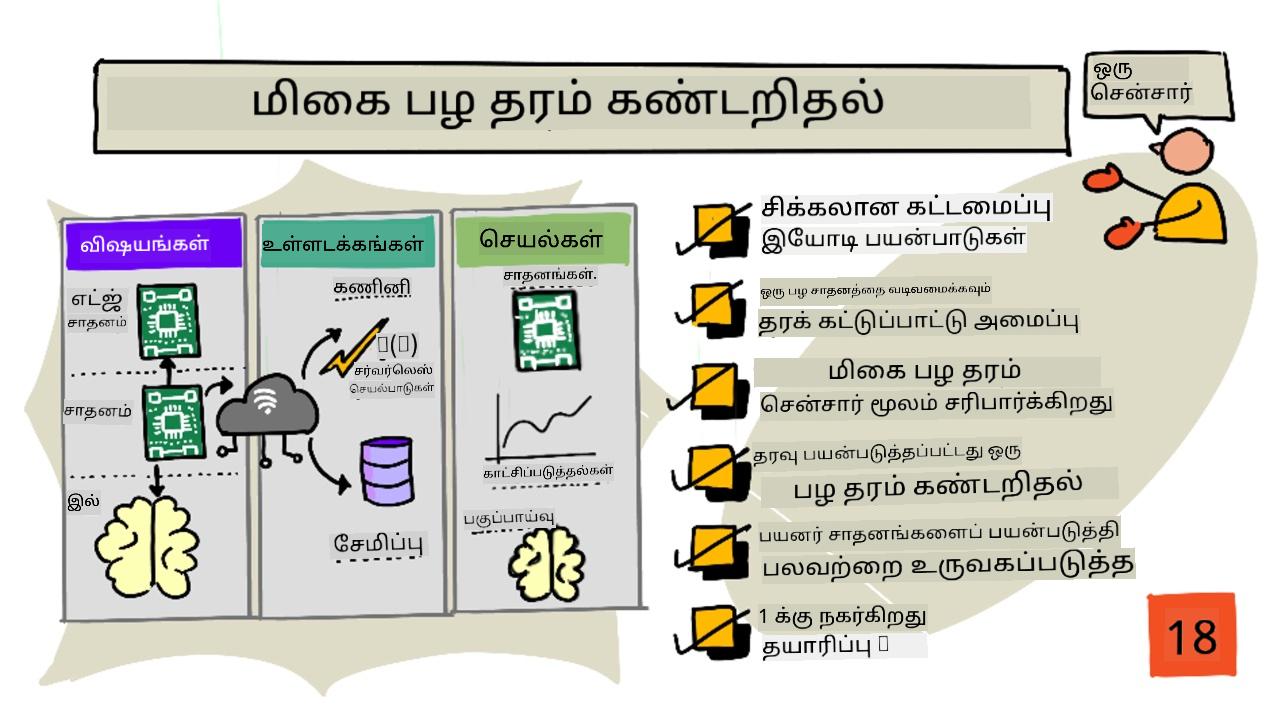 மிகை பழ தரம் கண்டறிதல்
ஒரு
சென்சார்
விஷயங்கள்
எட்ஜ்
சாதனம்
சாதனம்
இல்
உள்ளடக்கங்கள்
கணினி
()
சர்வர்லெஸ்
செயல்பாடுகள்
சேமிப்பு
செயல்கள்
சாதனங்கள்.
காட்சிப்படுத்தல்கள்
பகுப்பாய்வு
சிக்கலான கட்டமைப்பு
இயோடி பயன்பாடுகள்
ஒரு பழ சாதனத்தை வடிவமைக்கவும்
தரக் கட்டுப்பாட்டு அமைப்பு
மிகை பழ தரம்
சென்சார் மூலம் சரிபார்க்கிறது
தரவு பயன்படுத்தப்பட்டது ஒரு
பழ தரம் கண்டறிதல்
பயனர் சாதனங்களைப் பயன்படுத்தி
பலவற்றை உருவகப்படுத்த
1 க்கு நகர்கிறது
தயாரிப்பு
18